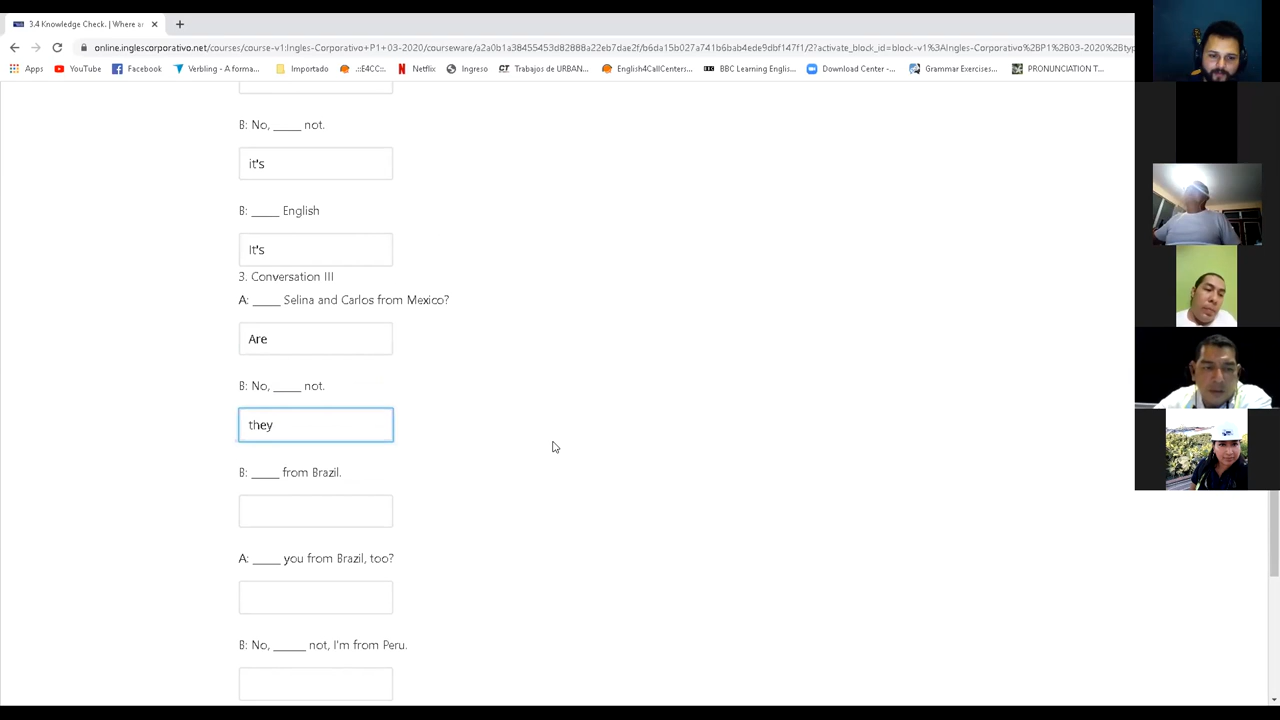 3.4 Knowledge Check. | Where a
online.inglescorporativo.net/courses/course-v1:Ingles-Corporativo+P1+03-2020/courseware/a2a0b1a38455453d82888a22eb7dae2f/b6da15b027a741b6bab4ede9dbf147f1/2?activate_block_id=block-v1%3AIngles-Corporativo%2BP1%2B03-2020%2Btyp
Apps YouTube Facebook Verbling - A forma... Importado .::E4CC::. Netflix Ingreso Trabajos de URBAN... English4CallCenters... BBC Learning Englis... Download Center -... Grammar Exercises... PRONUNCIATION T...
B: No, _____ not.
it's
B: _____ English
It's
3. Conversation III
A: _____ Selina and Carlos from Mexico?
Are
B: No, _____ not.
they
B: _____ from Brazil.
A: _____ you from Brazil, too?
B: No, ______ not, I'm from Peru.